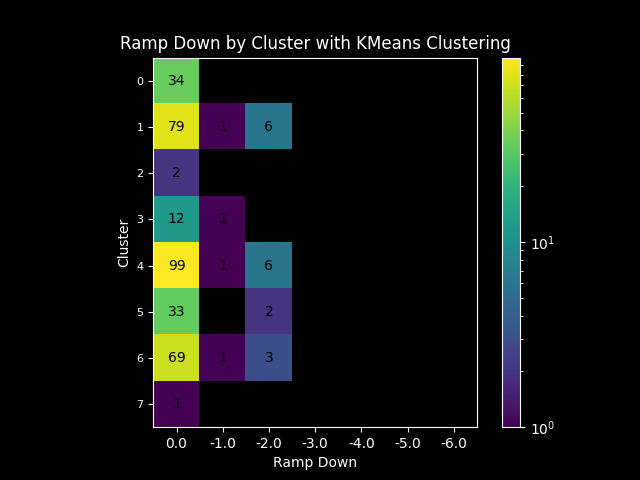 Ramp Down by Cluster with KMeans Clustering
0 34
1 79 1 6
2 2
3 12 1
4 99 1 6
5 33 2
6 69 1 3
7 1
0.0 -1.0 -2.0 -3.0 -4.0 -5.0 -6.0
Ramp Down
Cluster
10¹
10⁰